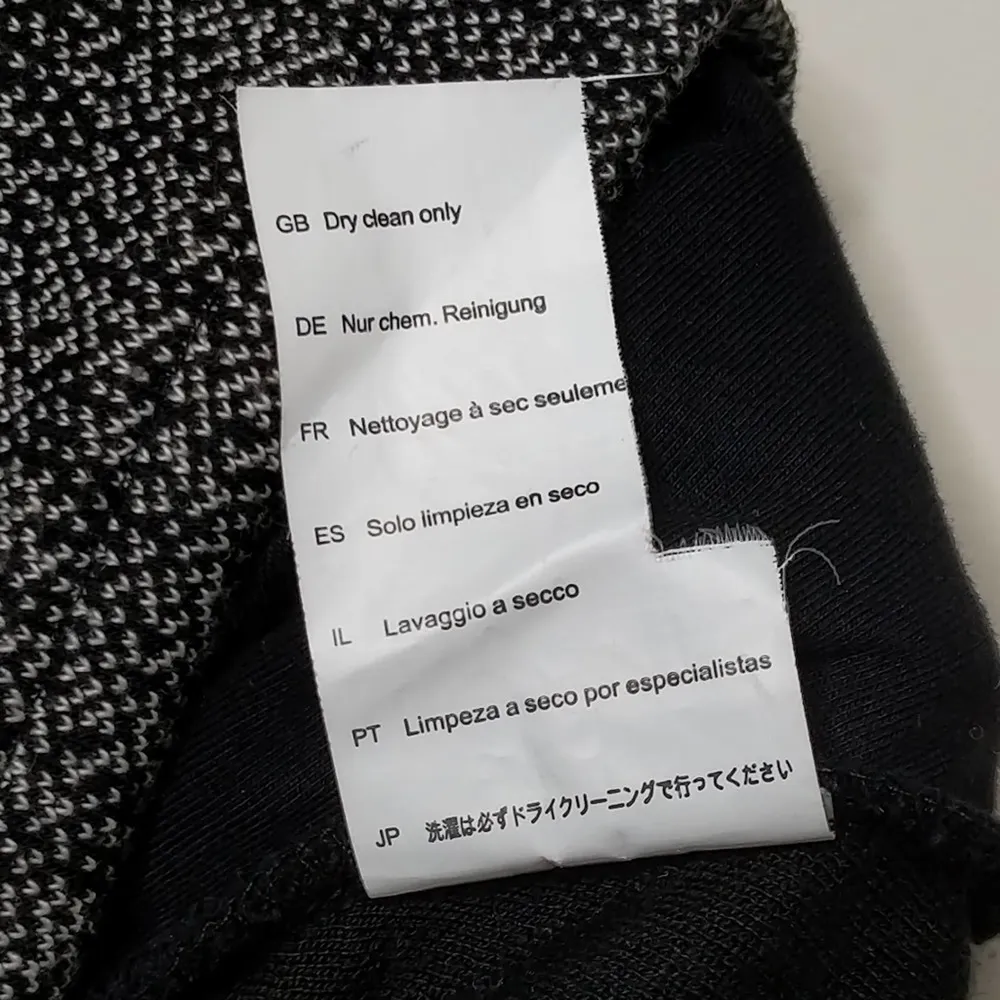 GB Dry clean only
DE Nur chem. Reinigung
FR Nettoyage à sec seuleme
ES Solo limpieza en seco
IL Lavaggio a secco
PT Limpeza a seco por especialistas
JP 洗濯は必ずドライクリーニングで行ってください